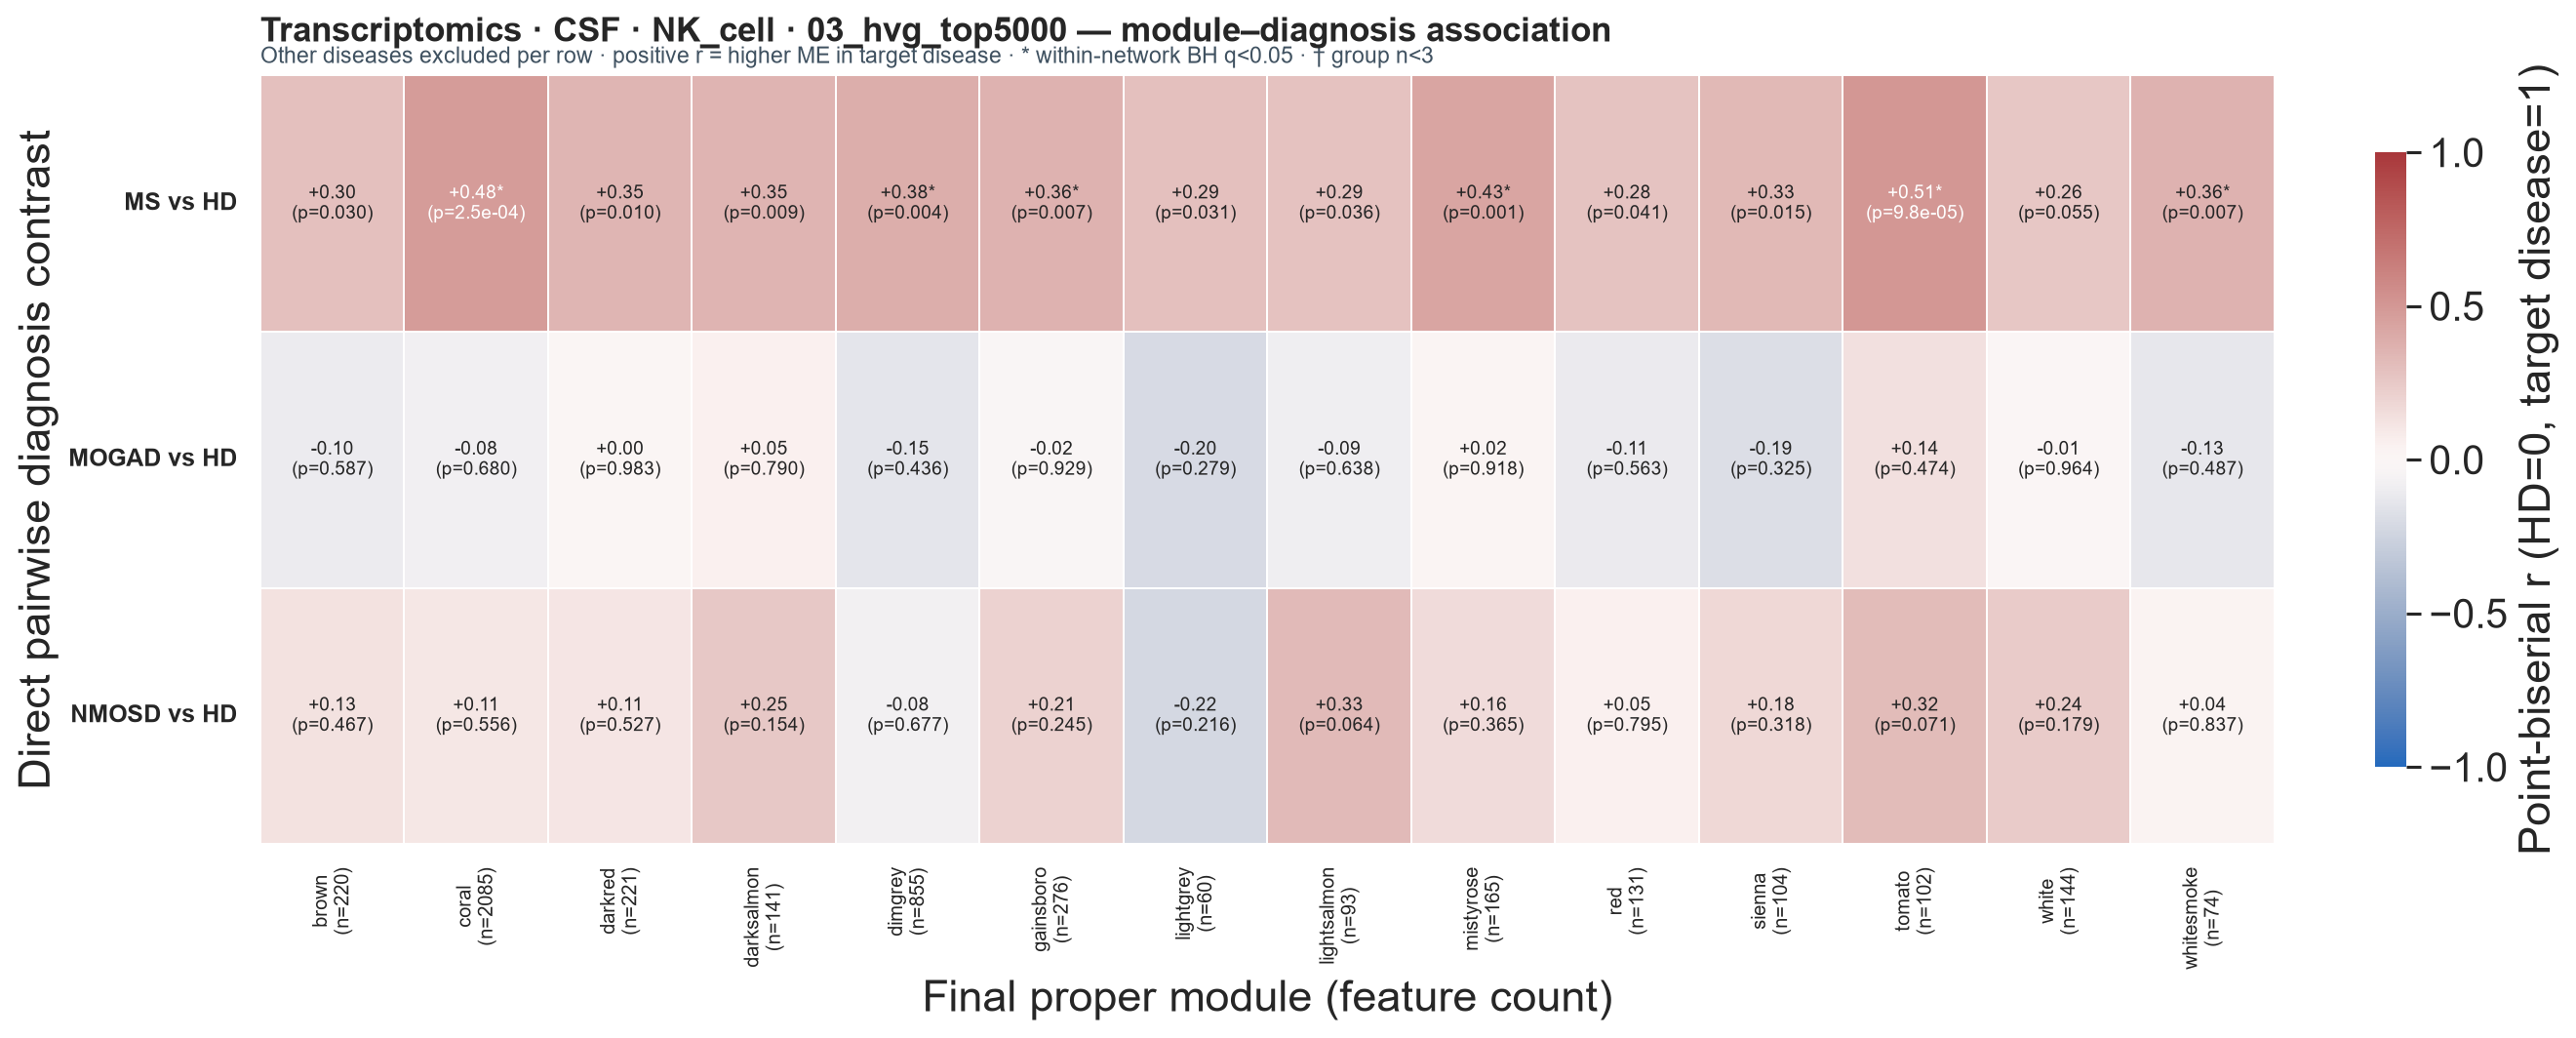 Transcriptomics · CSF · NK_cell · 03_hvg_top5000 — module–diagnosis association
Other diseases excluded per row · positive r = higher ME in target disease · * within-network BH q<0.05 · † group n<3
Direct pairwise diagnosis contrast
MS vs HD
+0.30
(p=0.030)
+0.48*
(p=2.5e-04)
+0.35
(p=0.010)
+0.35
(p=0.009)
+0.38*
(p=0.004)
+0.36*
(p=0.007)
+0.29
(p=0.031)
+0.29
(p=0.036)
+0.43*
(p=0.001)
+0.28
(p=0.041)
+0.33
(p=0.015)
+0.51*
(p=9.8e-05)
+0.26
(p=0.055)
+0.36*
(p=0.007)
MOGAD vs HD
-0.10
(p=0.587)
-0.08
(p=0.680)
+0.00
(p=0.983)
+0.05
(p=0.790)
-0.15
(p=0.436)
-0.02
(p=0.929)
-0.20
(p=0.279)
-0.09
(p=0.638)
+0.02
(p=0.918)
-0.11
(p=0.563)
-0.19
(p=0.325)
+0.14
(p=0.474)
-0.01
(p=0.964)
-0.13
(p=0.487)
NMOSD vs HD
+0.13
(p=0.467)
+0.11
(p=0.556)
+0.11
(p=0.527)
+0.25
(p=0.154)
-0.08
(p=0.677)
+0.21
(p=0.245)
-0.22
(p=0.216)
+0.33
(p=0.064)
+0.16
(p=0.365)
+0.05
(p=0.795)
+0.18
(p=0.318)
+0.32
(p=0.071)
+0.24
(p=0.179)
+0.04
(p=0.837)
brown
(n=220)
coral
(n=2085)
darkred
(n=221)
darksalmon
(n=141)
dimgrey
(n=855)
gainsboro
(n=276)
lightgrey
(n=60)
lightsalmon
(n=93)
mistyrose
(n=165)
red
(n=131)
sienna
(n=104)
tomato
(n=102)
white
(n=144)
whitesmoke
(n=74)
Final proper module (feature count)
1.0
0.5
0.0
−0.5
−1.0
Point-biserial r (HD=0, target disease=1)